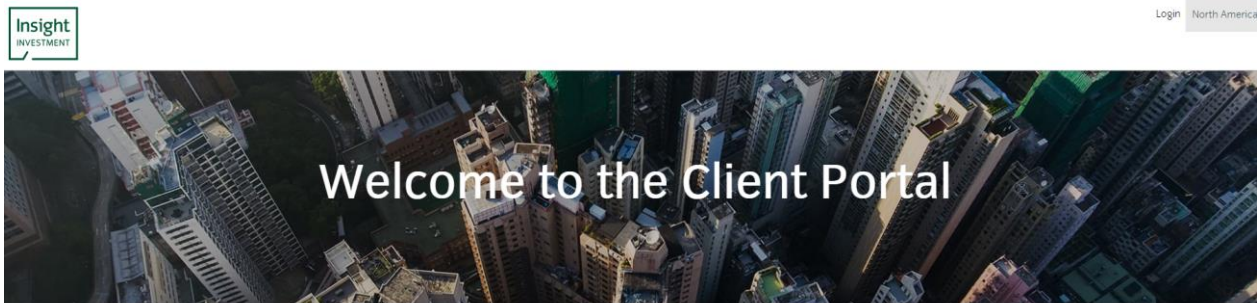 Insight
INVESTMENT
Login North America
Welcome to the Client Portal